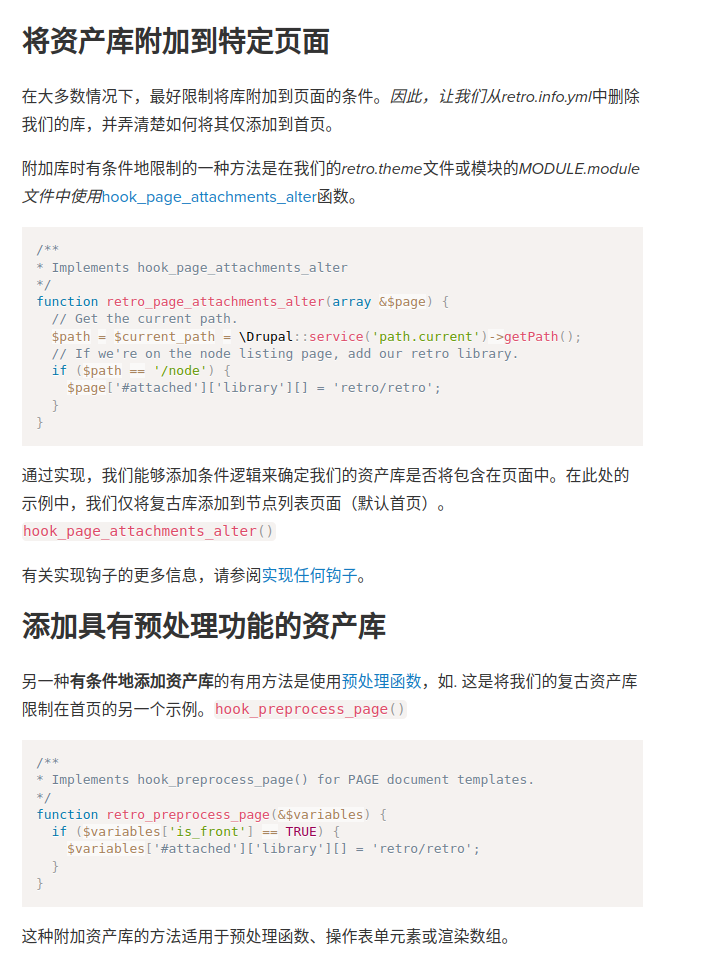 将资产库附加到特定页面
在大多数情况下，最好限制将库附加到页面的条件。因此，让我们从retro.info.yml中删除
我们的库，并弄清楚如何将其仅添加到首页。
附加库时有条件地限制的一种方法是在我们的retro.theme文件或模块的MODULE.module
文件中使用hook_page_attachments_alter函数。
/**
* Implements hook_page_attachments_alter
*/
function retro_page_attachments_alter(array &$page) {
  // Get the current path.
  $path = $current_path = \Drupal::service('path.current')->getPath();
  // If we're on the node listing page, add our retro library.
  if ($path == '/node') {
    $page['#attached']['library'][] = 'retro/retro';
  }
}
通过实现，我们能够添加条件逻辑来确定我们的资产库是否将包含在页面中。在此处的
示例中，我们仅将复古库添加到节点列表页面（默认首页）。
hook_page_attachments_alter()
有关实现钩子的更多信息，请参阅实现任何钩子。
添加具有预处理功能的资产库
另一种有条件地添加资产库的有用方法是使用预处理函数，如. 这是将我们的复古资产库
限制在首页的另一个示例。hook_preprocess_page()
/**
* Implements hook_preprocess_page() for PAGE document templates.
*/
function retro_preprocess_page(&$variables) {
  if ($variables['is_front'] == TRUE) {
    $variables['#attached']['library'][] = 'retro/retro';
  }
}
这种附加资产库的方法适用于预处理函数、操作表单元素或渲染数组。